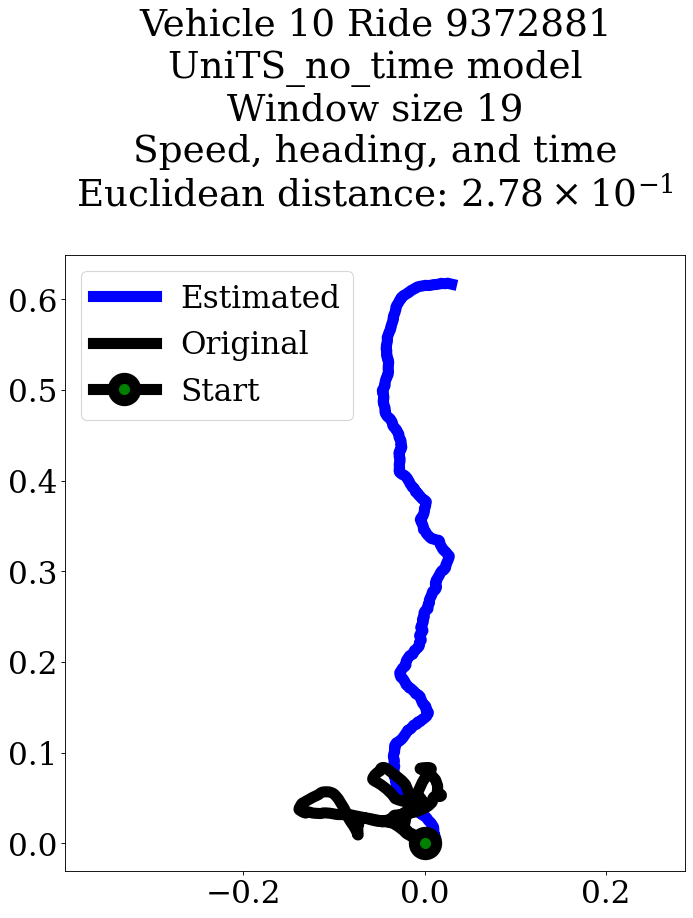 Vehicle 10 Ride 9372881
UniTS_no_time model
Window size 19
Speed, heading, and time
Euclidean distance: 2.78 × 10⁻¹
Estimated
Original
Start
0.6
0.5
0.4
0.3
0.2
0.1
0.0
−0.2 0.0 0.2